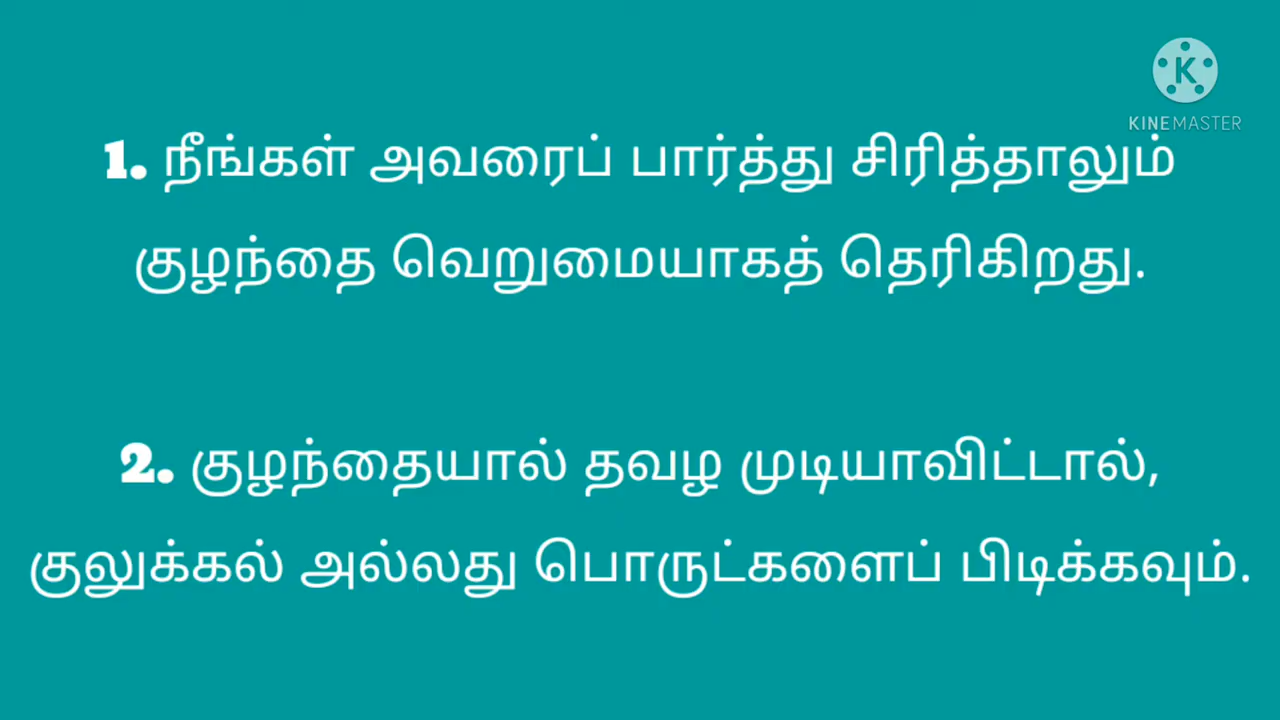 KINEMASTER
1. நீங்கள் அவரைப் பார்த்து சிரித்தாலும்
குழந்தை வெறுமையாகத் தெரிகிறது.
2. குழந்தையால் தவழ முடியாவிட்டால்,
குலுக்கல் அல்லது பொருட்களைப் பிடிக்கவும்.